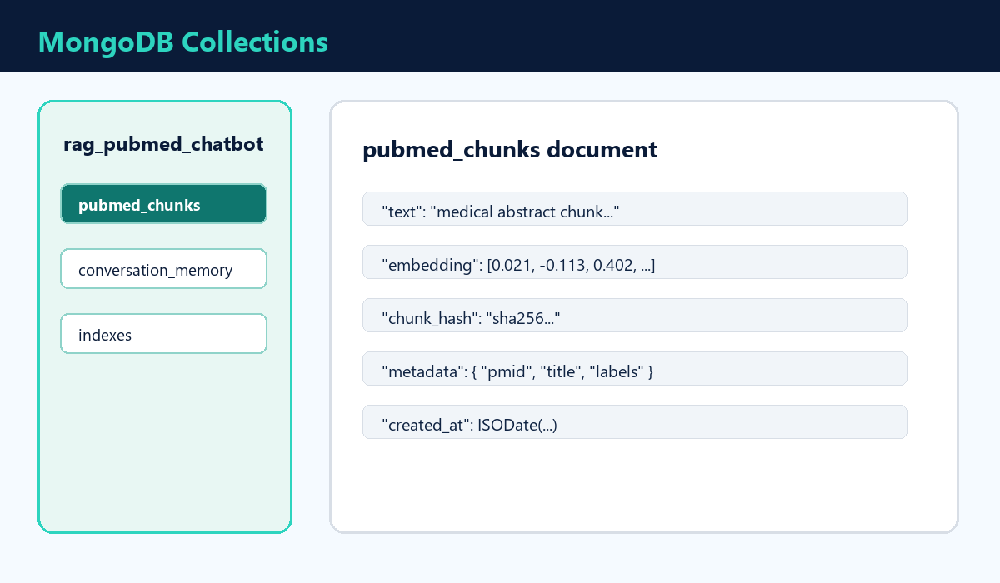 MongoDB Collections
rag_pubmed_chatbot
pubmed_chunks
conversation_memory
indexes
pubmed_chunks document
"text": "medical abstract chunk..."
"embedding": [0.021, -0.113, 0.402, ...]
"chunk_hash": "sha256..."
"metadata": { "pmid", "title", "labels" }
"created_at": ISODate(...)